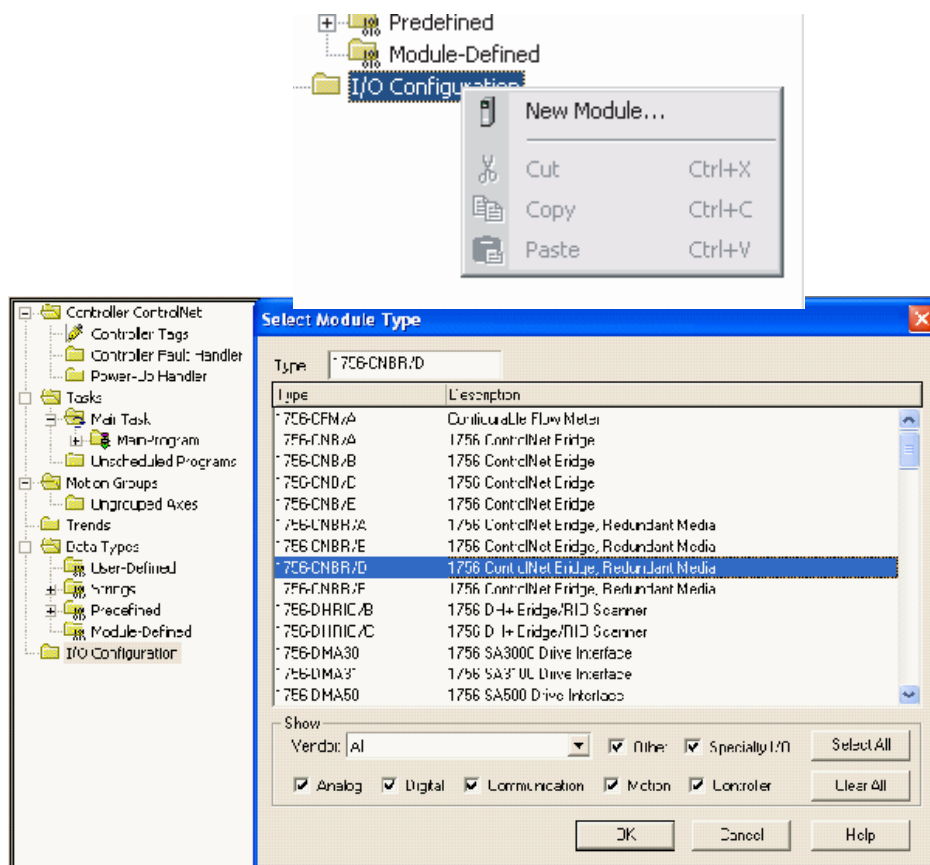 Predefined
Module-Defined
I/O Configuration
New Module...
Cut Ctrl+X
Copy Ctrl+C
Paste Ctrl+V
Controller ControlNet
Controller Tags
Controller Fault Handler
Power-Up Handler
Tasks
Main Task
MainProgram
Unscheduled Programs
Motion Groups
Ungrouped Axes
Trends
Data Types
User-Defined
Strings
Predefined
Module-Defined
I/O Configuration
Select Module Type
Type 1756-CNBR/D
Type Description
1756-CFM/A Configurable Flow Meter
1756-CNB/A 1756 ControlNet Bridge
1756-CNB/B 1756 ControlNet Bridge
1756-CNB/D 1756 ControlNet Bridge
1756-CNB/E 1756 ControlNet Bridge
1756-CNBR/A 1756 ControlNet Bridge, Redundant Media
1756-CNBR/B 1756 ControlNet Bridge, Redundant Media
1756-CNBR/D 1756 ControlNet Bridge, Redundant Media
1756-CNBR/E 1756 ControlNet Bridge, Redundant Media
1756-DHRIO/B 1756 DH+ Bridge/RIO Scanner
1756-DHRIO/C 1756 DH+ Bridge/RIO Scanner
1756-DMA30 1756 SA3000 Drive Interface
1756-DMA31 1756 SA3100 Drive Interface
1756-DMA50 1756 SA500 Drive Interface
Show
Vendor: All Other Specialty I/O Select All
Analog Digital Communication Motion Controller Clear All
OK Cancel Help